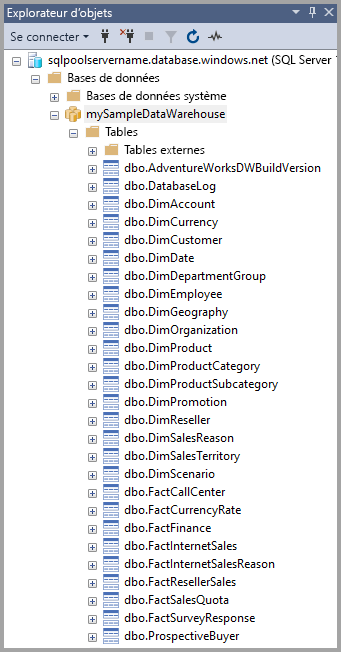 Explorateur d'objets
Se connecter
sqlpoolservername.database.windows.net (SQL Server
Bases de données
Bases de données système
mySampleDataWarehouse
Tables
Tables externes
dbo.AdventureWorksDWBuildVersion
dbo.DatabaseLog
dbo.DimAccount
dbo.DimCurrency
dbo.DimCustomer
dbo.DimDate
dbo.DimDepartmentGroup
dbo.DimEmployee
dbo.DimGeography
dbo.DimOrganization
dbo.DimProduct
dbo.DimProductCategory
dbo.DimProductSubcategory
dbo.DimPromotion
dbo.DimReseller
dbo.DimSalesReason
dbo.DimSalesTerritory
dbo.DimScenario
dbo.FactCallCenter
dbo.FactCurrencyRate
dbo.FactFinance
dbo.FactInternetSales
dbo.FactInternetSalesReason
dbo.FactResellerSales
dbo.FactSalesQuota
dbo.FactSurveyResponse
dbo.ProspectiveBuyer